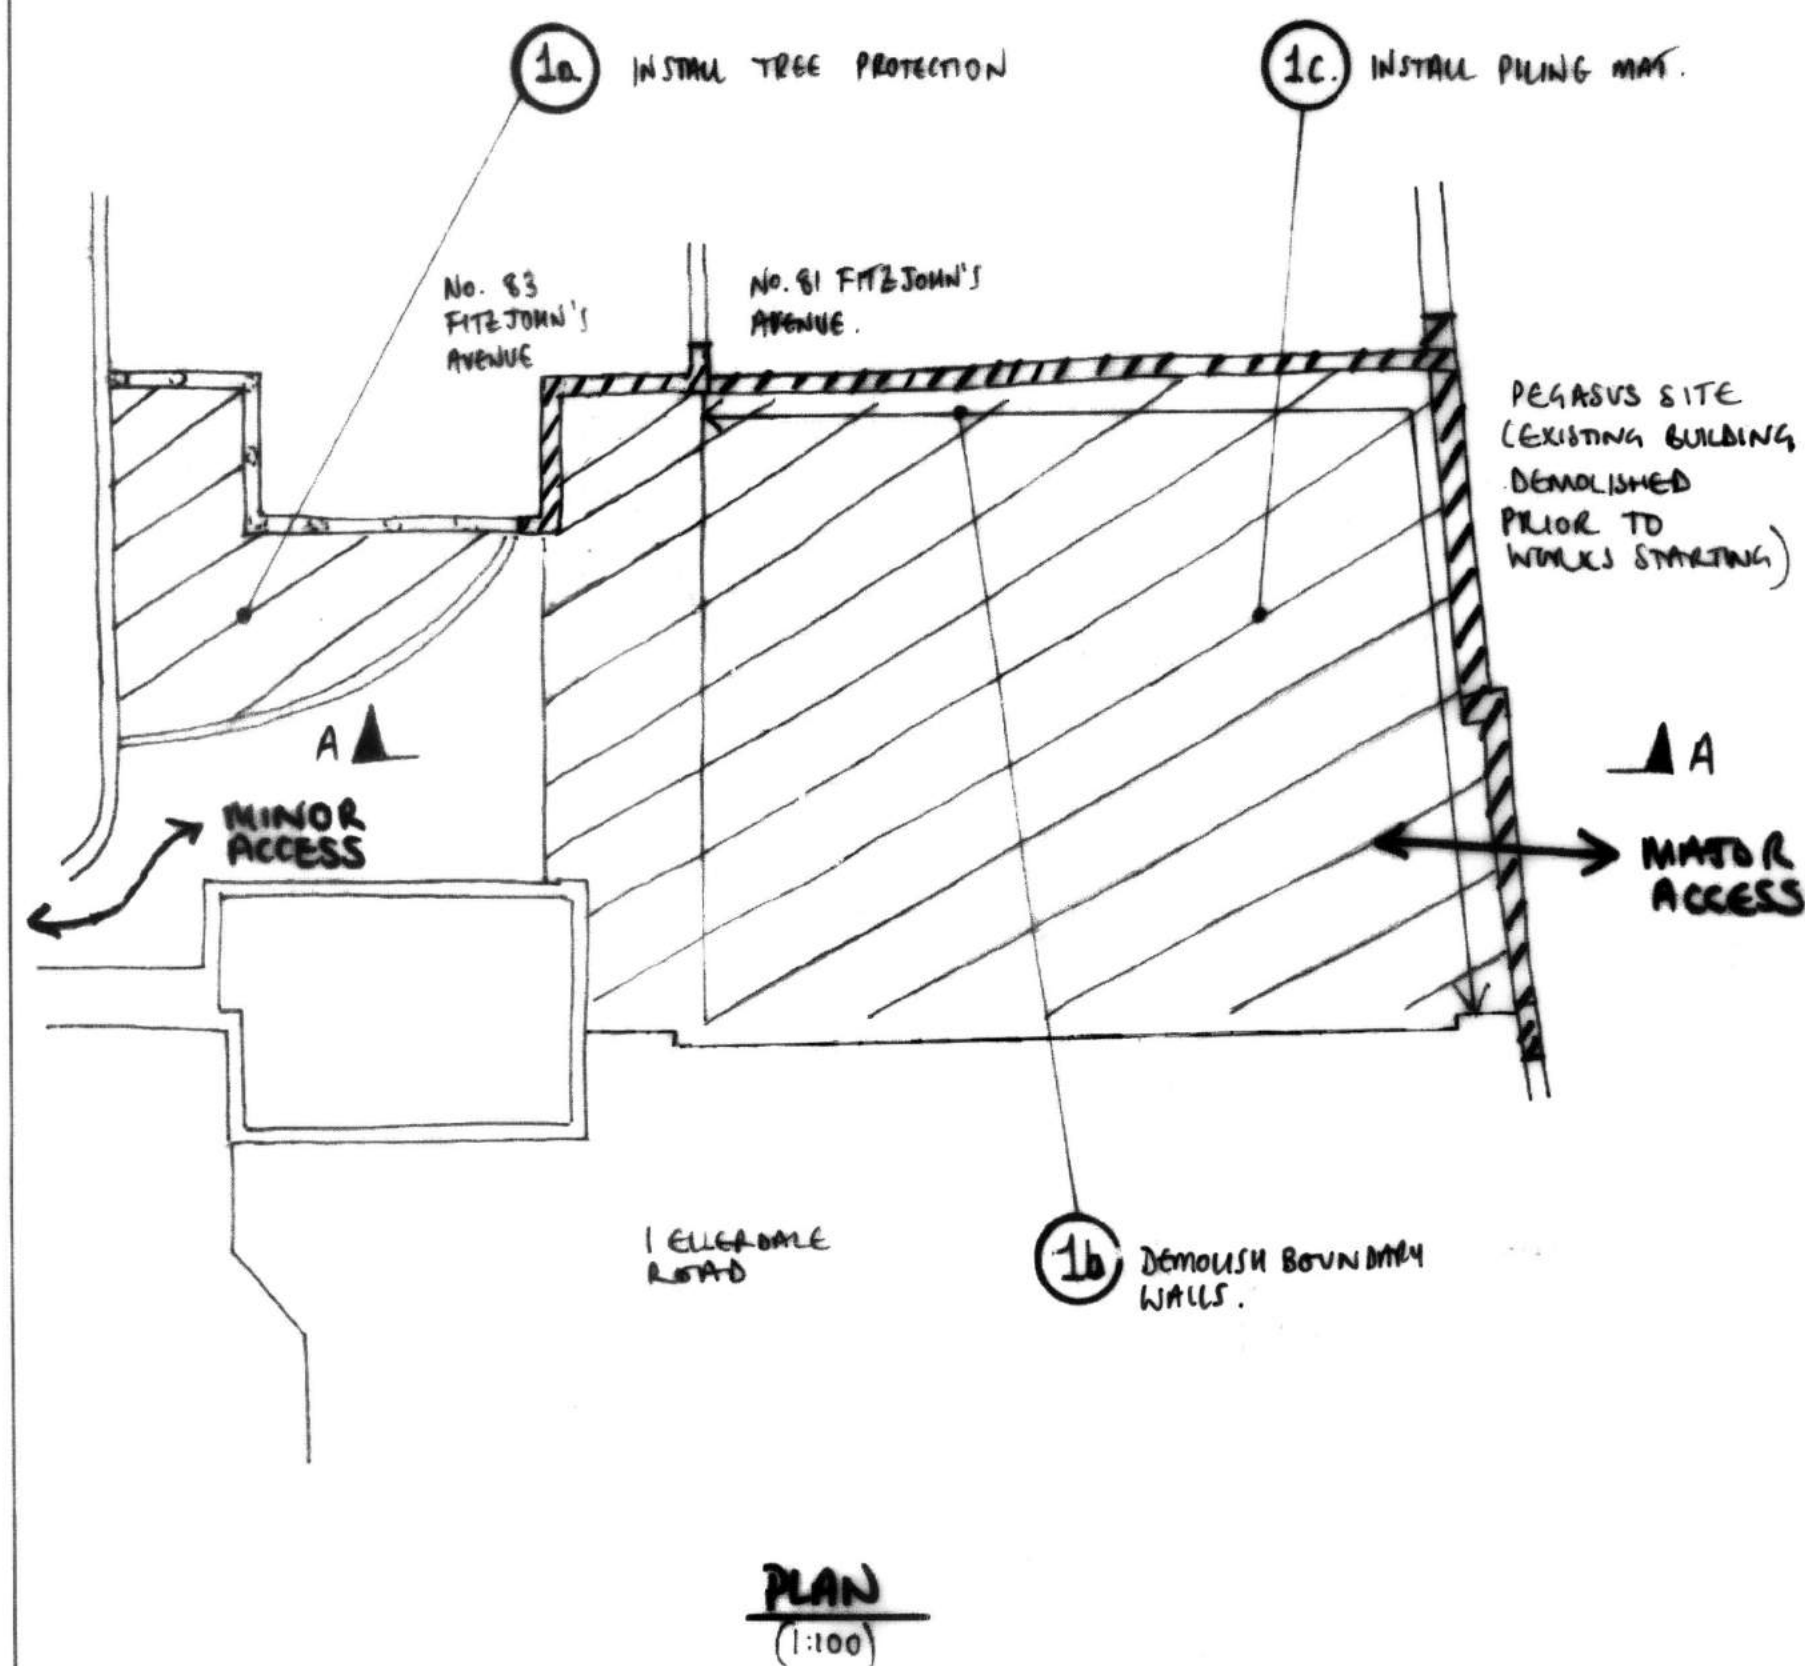 1a INSTALL TREE PROTECTION
1c. INSTALL PILING MAT.
No. 83
FITZJOHN'S
AVENUE
No. 81 FITZJOHN'S
AVENUE.
PEGASUS SITE
(EXISTING BUILDING
DEMOLISHED
PRIOR TO
WORKS STARTING)
A
A
MINOR
ACCESS
MAJOR
ACCESS
1 ELLERDALE
ROAD
1b DEMOLISH BOUNDARY
WALLS.
PLAN
(1:100)